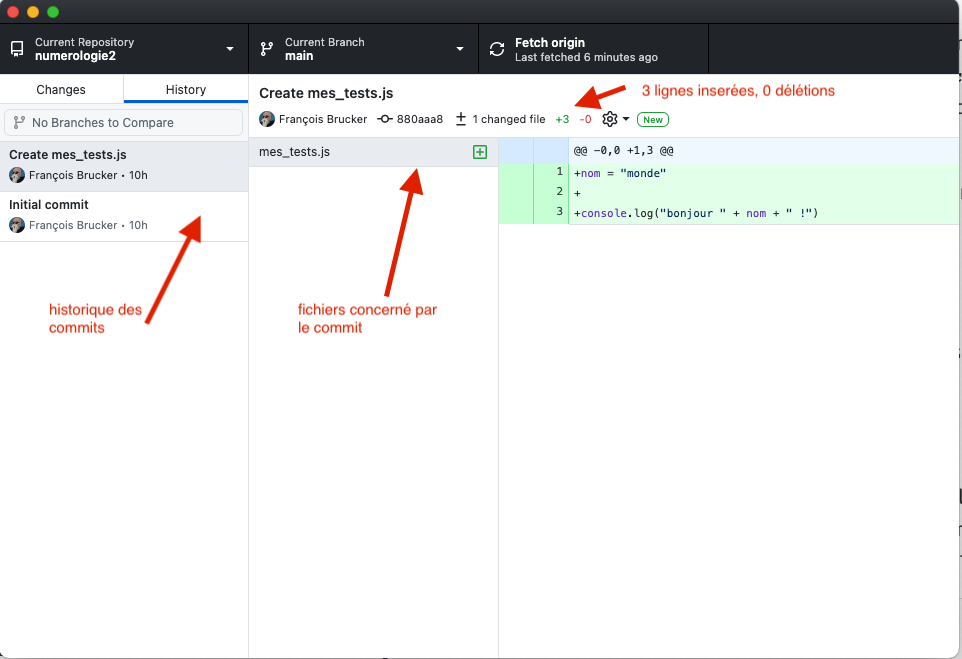 Current Repository
numerologie2
Current Branch
main
Fetch origin
Last fetched 6 minutes ago
Changes
History
No Branches to Compare
Create mes_tests.js
François Brucker • 10h
Initial commit
François Brucker • 10h
historique des
commits
Create mes_tests.js
François Brucker 880aaa8 1 changed file +3 -0 New
3 lignes inserées, 0 délétions
mes_tests.js
fichiers concerné par
le commit
@@ -0,0 +1,3 @@
1 +nom = "monde"
2 +
3 +console.log("bonjour " + nom + " !")